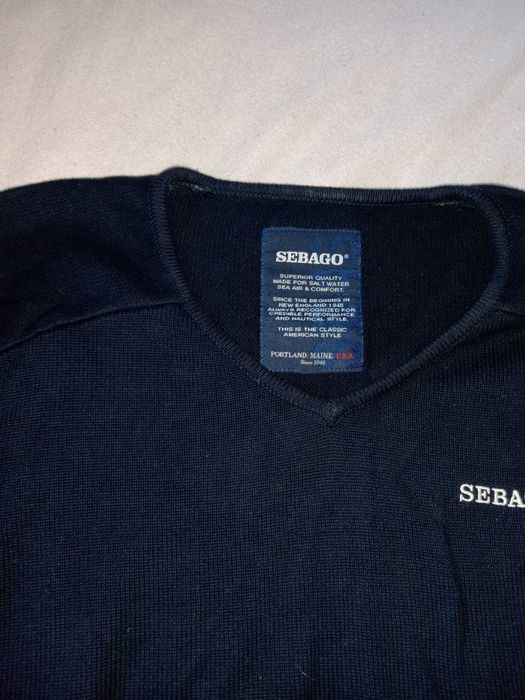 SEBAGO®
SUPERIOR QUALITY
MADE FOR SALT WATER
SEA AIR & COMFORT.
SINCE THE BEGINING IN
NEW ENGLAND 1946
ALWAYS RECOGNIZED FOR
CREDIBLE PERFORMANCE
AND NAUTICAL STYLE.
THIS IS THE CLASSIC
AMERICAN STYLE
PORTLAND, MAINE. U.S.A.
Since 1946
SEBA